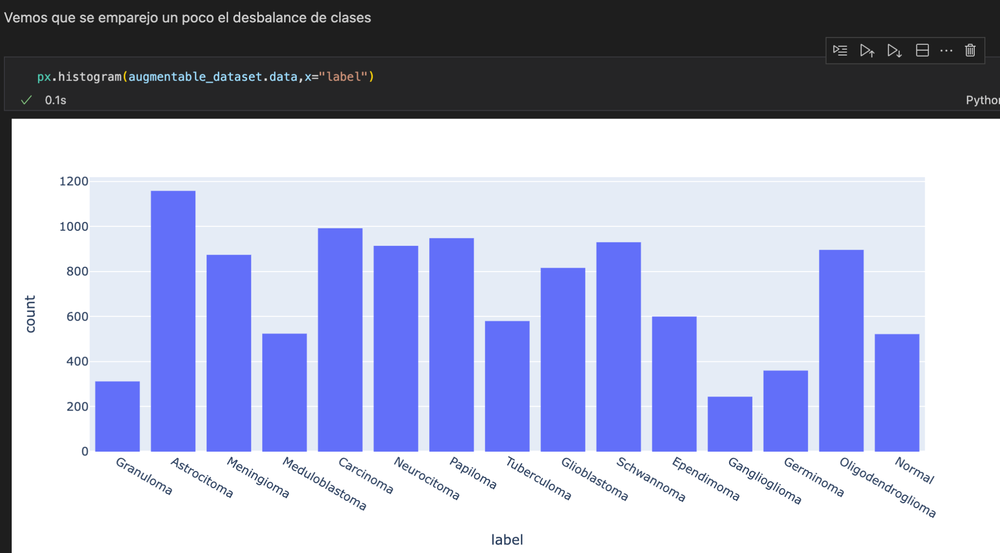 Vemos que se emparejo un poco el desbalance de clases
px.histogram(augmentable_dataset.data,x="label")
0.1s
1200
1000
800
600
400
200
0
count
Granuloma
Astrocitoma
Meningioma
Meduloblastoma
Carcinoma
Neurocitoma
Papiloma
Tuberculoma
Glioblastoma
Schwannoma
Ependimoma
Ganglioglioma
Germinoma
Oligodendroglioma
Normal
label